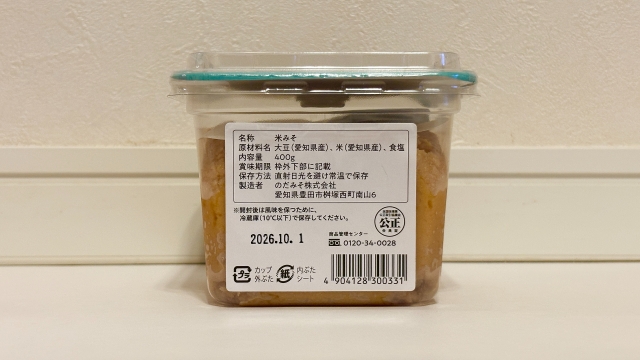 名称　米みそ
原材料名　大豆（愛知県産）、米（愛知県産）、食塩
内容量　400g
賞味期限　枠外下部に記載
保存方法　直射日光を避け常温で保存
製造者　のだみそ株式会社
愛知県豊田市桝塚西町南山6
※開封後は風味を保つために、
冷蔵庫（10℃以下）で保存してください。
公正
2026.10.1
商品管理センター
0120-34-0028
プラ
カップ
外ぶた
紙
内ぶた
シート
4 904128 300331